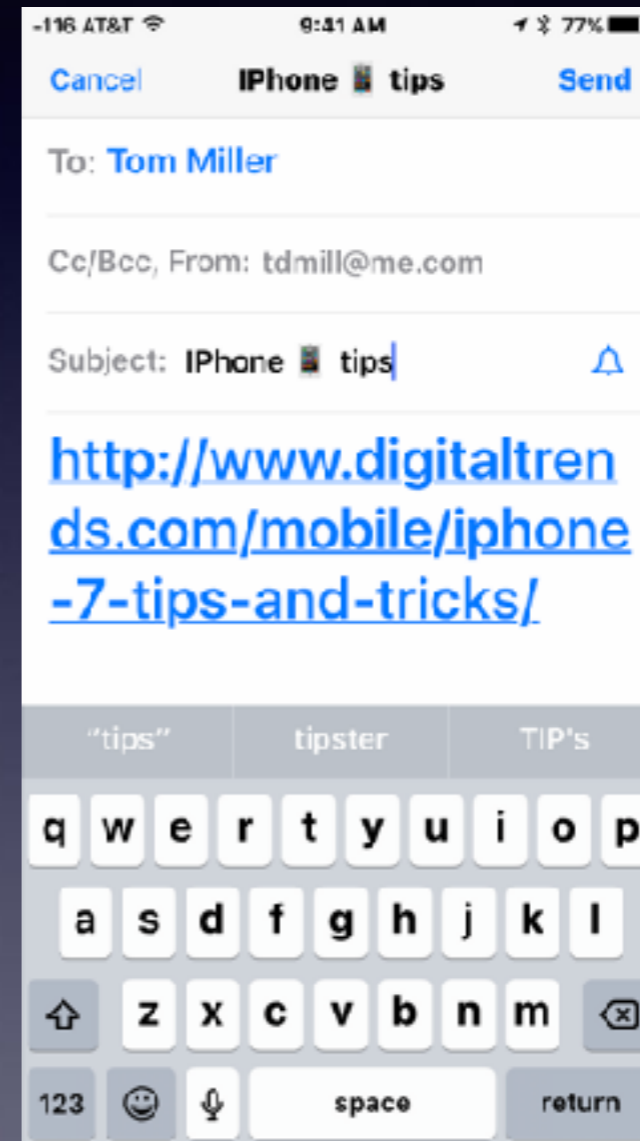 -116 AT&T 9:41 AM 77%
Cancel IPhone 📱 tips Send
To: Tom Miller
Cc/Bcc, From: tdmill@me.com
Subject: IPhone 📱 tips
http://www.digitaltren
ds.com/mobile/iphone
-7-tips-and-tricks/
“tips” tipster TIP's
q w e r t y u i o p
a s d f g h j k l
z x c v b n m
123 space return